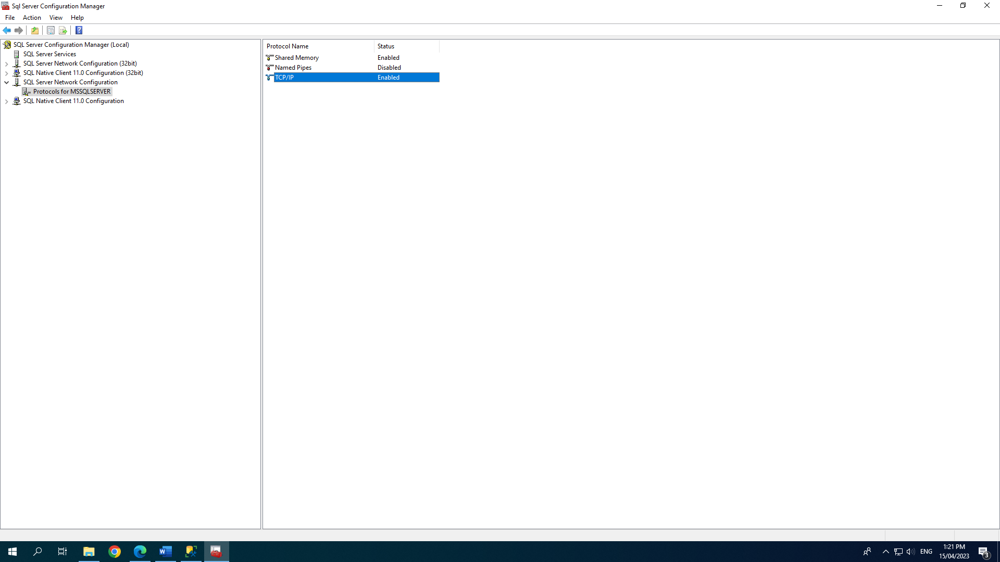 Sql Server Configuration Manager
File Action View Help
SQL Server Configuration Manager (Local)
SQL Server Services
SQL Server Network Configuration (32bit)
SQL Native Client 11.0 Configuration (32bit)
SQL Server Network Configuration
Protocols for MSSQLSERVER
SQL Native Client 11.0 Configuration
Protocol Name Status
Shared Memory Enabled
Named Pipes Disabled
TCP/IP Enabled
ENG
1:21 PM
15/04/2023
3